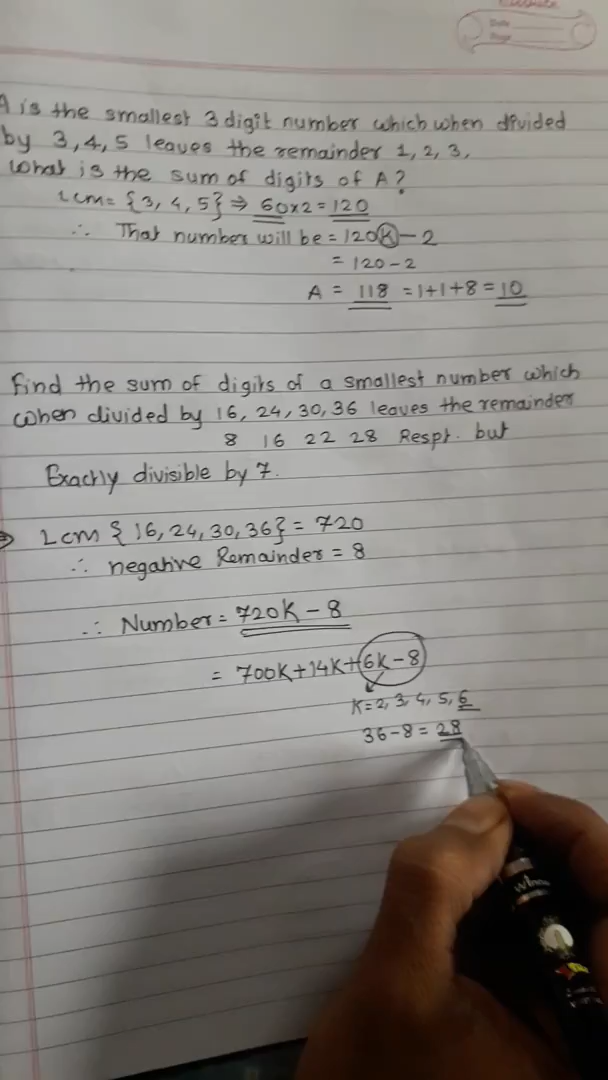 Date
Page
A is the smallest 3 digit number which when divided
by 3, 4, 5 leaves the remainder 1, 2, 3,
what is the sum of digits of A?
Lcm = {3, 4, 5} ⇒ 60×2 = 120
∴ That number will be = 120K - 2
= 120 - 2
A = 118 = 1+1+8 = 10
Find the sum of digits of a smallest number which
when divided by 16, 24, 30, 36 leaves the remainder
8 16 22 28 Respt. but
Exactly divisible by 7.
Lcm {16, 24, 30, 36} = 720
∴ negative Remainder = 8
∴ Number = 720K - 8
= 700K + 14K + 6K - 8
K = 2, 3, 4, 5, 6
36 - 8 = 28